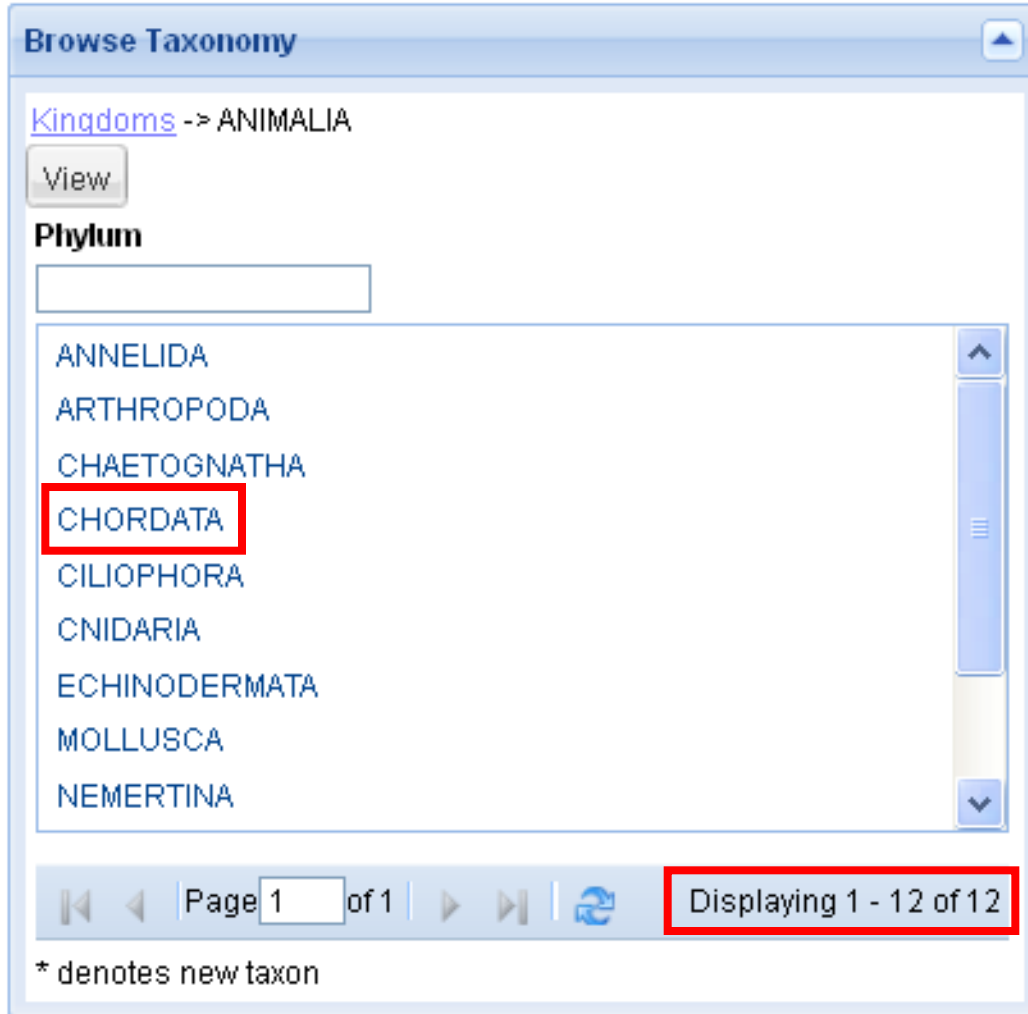 Browse Taxonomy
Kingdoms -> ANIMALIA
View
Phylum
ANNELIDA
ARTHROPODA
CHAETOGNATHA
CHORDATA
CILIOPHORA
CNIDARIA
ECHINODERMATA
MOLLUSCA
NEMERTINA
Page 1 of 1 Displaying 1 - 12 of 12
* denotes new taxon